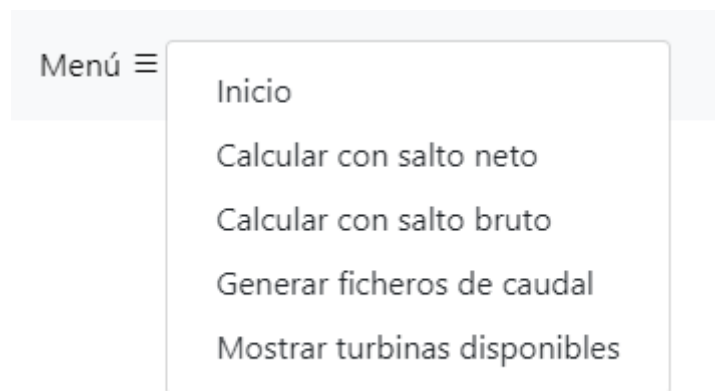 Menú ☰
Inicio
Calcular con salto neto
Calcular con salto bruto
Generar ficheros de caudal
Mostrar turbinas disponibles